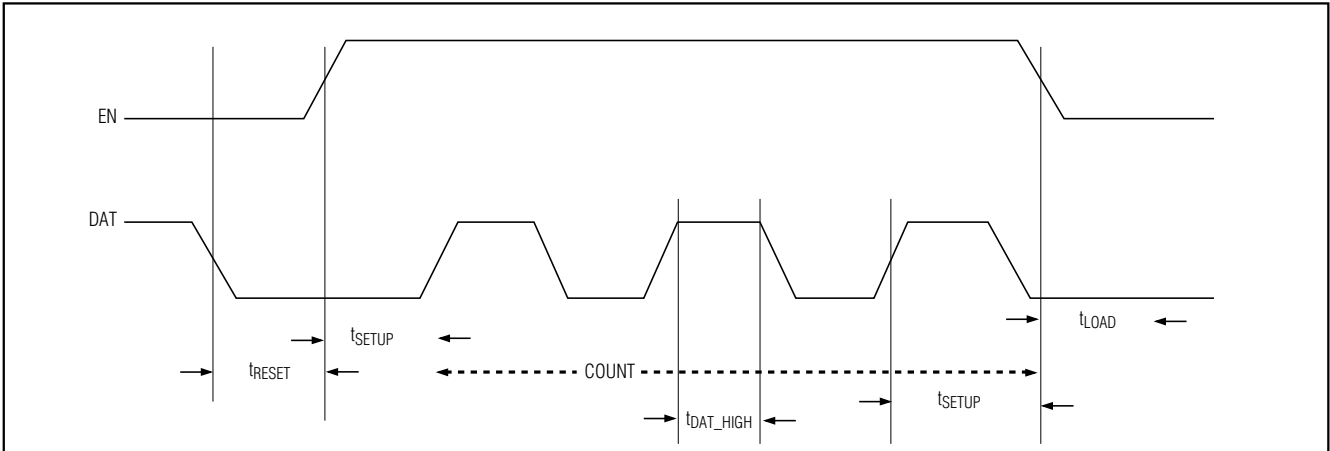 EN
DAT
tSETUP
tLOAD
tRESET
COUNT
tSETUP
tDAT_HIGH